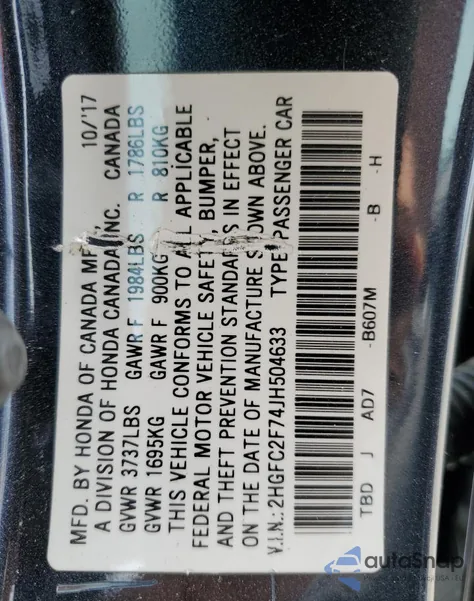 MFD. BY HONDA OF CANADA MFG. 10/'17
A DIVISION OF HONDA CANADA INC. CANADA
GVWR 3737LBS GAWR F 1984LBS R 1786LBS
GVWR 1695KG GAWR F 900KG R 810KG
THIS VEHICLE CONFORMS TO ALL APPLICABLE
FEDERAL MOTOR VEHICLE SAFETY, BUMPER,
AND THEFT PREVENTION STANDARDS IN EFFECT
ON THE DATE OF MANUFACTURE SHOWN ABOVE.
V.I.N.:2HGFC2F74JH504633 TYPE:PASSENGER CAR
TBD J AD7 -B607M -B -H
autoSnap